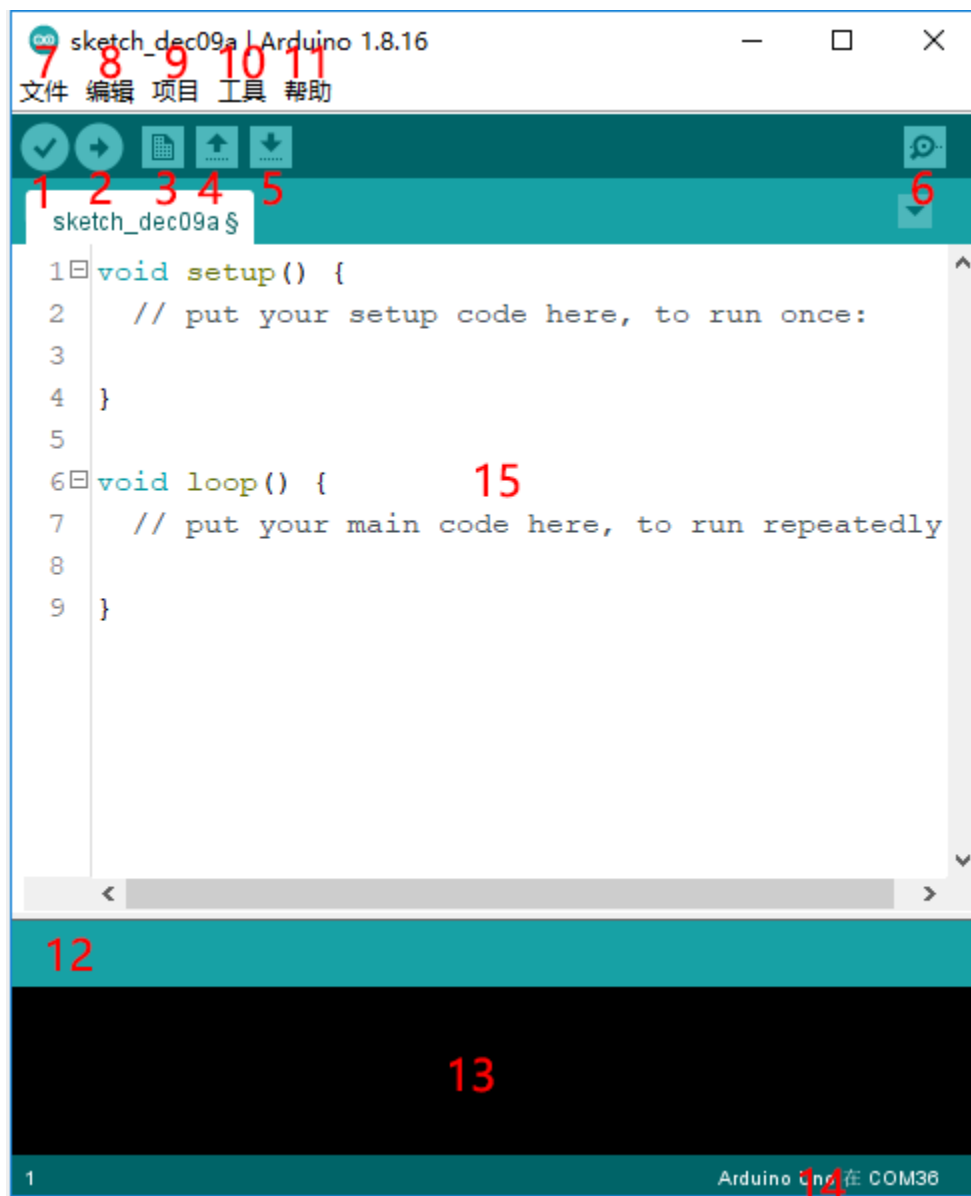 sketch_dec09a | Arduino 1.8.16
7 8 9 10 11
文件 编辑 项目 工具 帮助
1 2 3 4 5 6
sketch_dec09a §
1 void setup() {
2 // put your setup code here, to run once:
3
4 }
5
6 void loop() {
15
7 // put your main code here, to run repeatedly
8
9 }
12
13
1 Arduino Uno 在 COM36
14